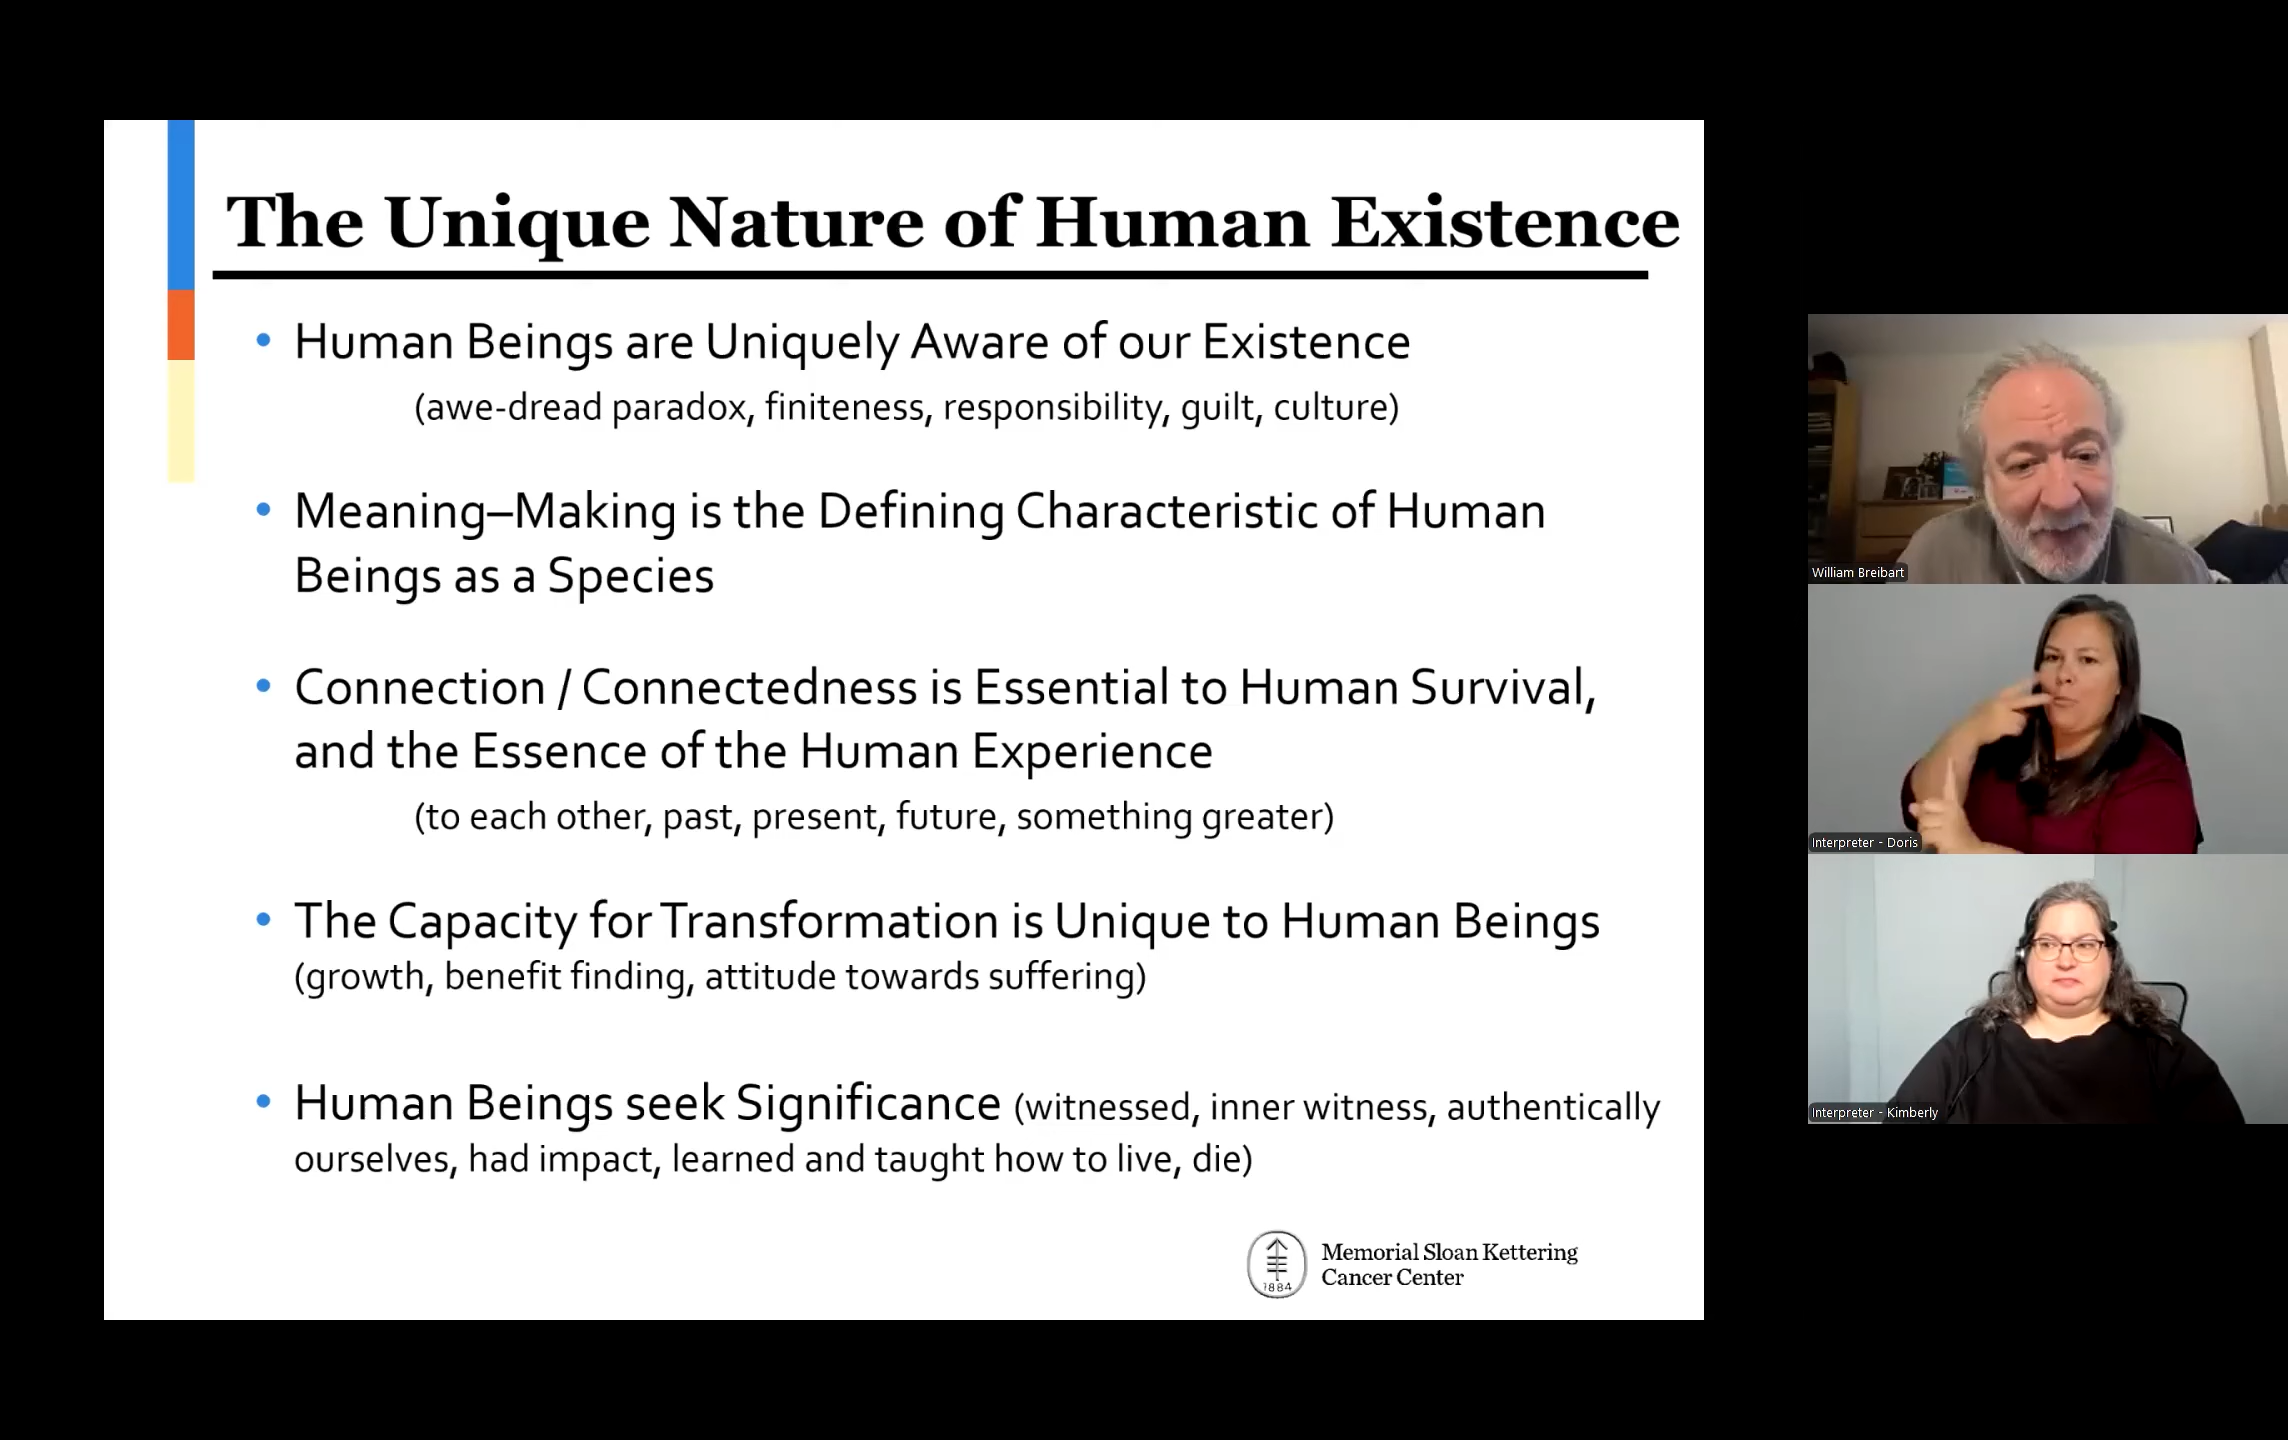 The Unique Nature of Human Existence
• Human Beings are Uniquely Aware of our Existence
(awe-dread paradox, finiteness, responsibility, guilt, culture)
• Meaning–Making is the Defining Characteristic of Human
Beings as a Species
• Connection / Connectedness is Essential to Human Survival,
and the Essence of the Human Experience
(to each other, past, present, future, something greater)
• The Capacity for Transformation is Unique to Human Beings
(growth, benefit finding, attitude towards suffering)
• Human Beings seek Significance (witnessed, inner witness, authentically
ourselves, had impact, learned and taught how to live, die)
1884
Memorial Sloan Kettering
Cancer Center
William Breibart
Interpreter - Doris
Interpreter - Kimberly